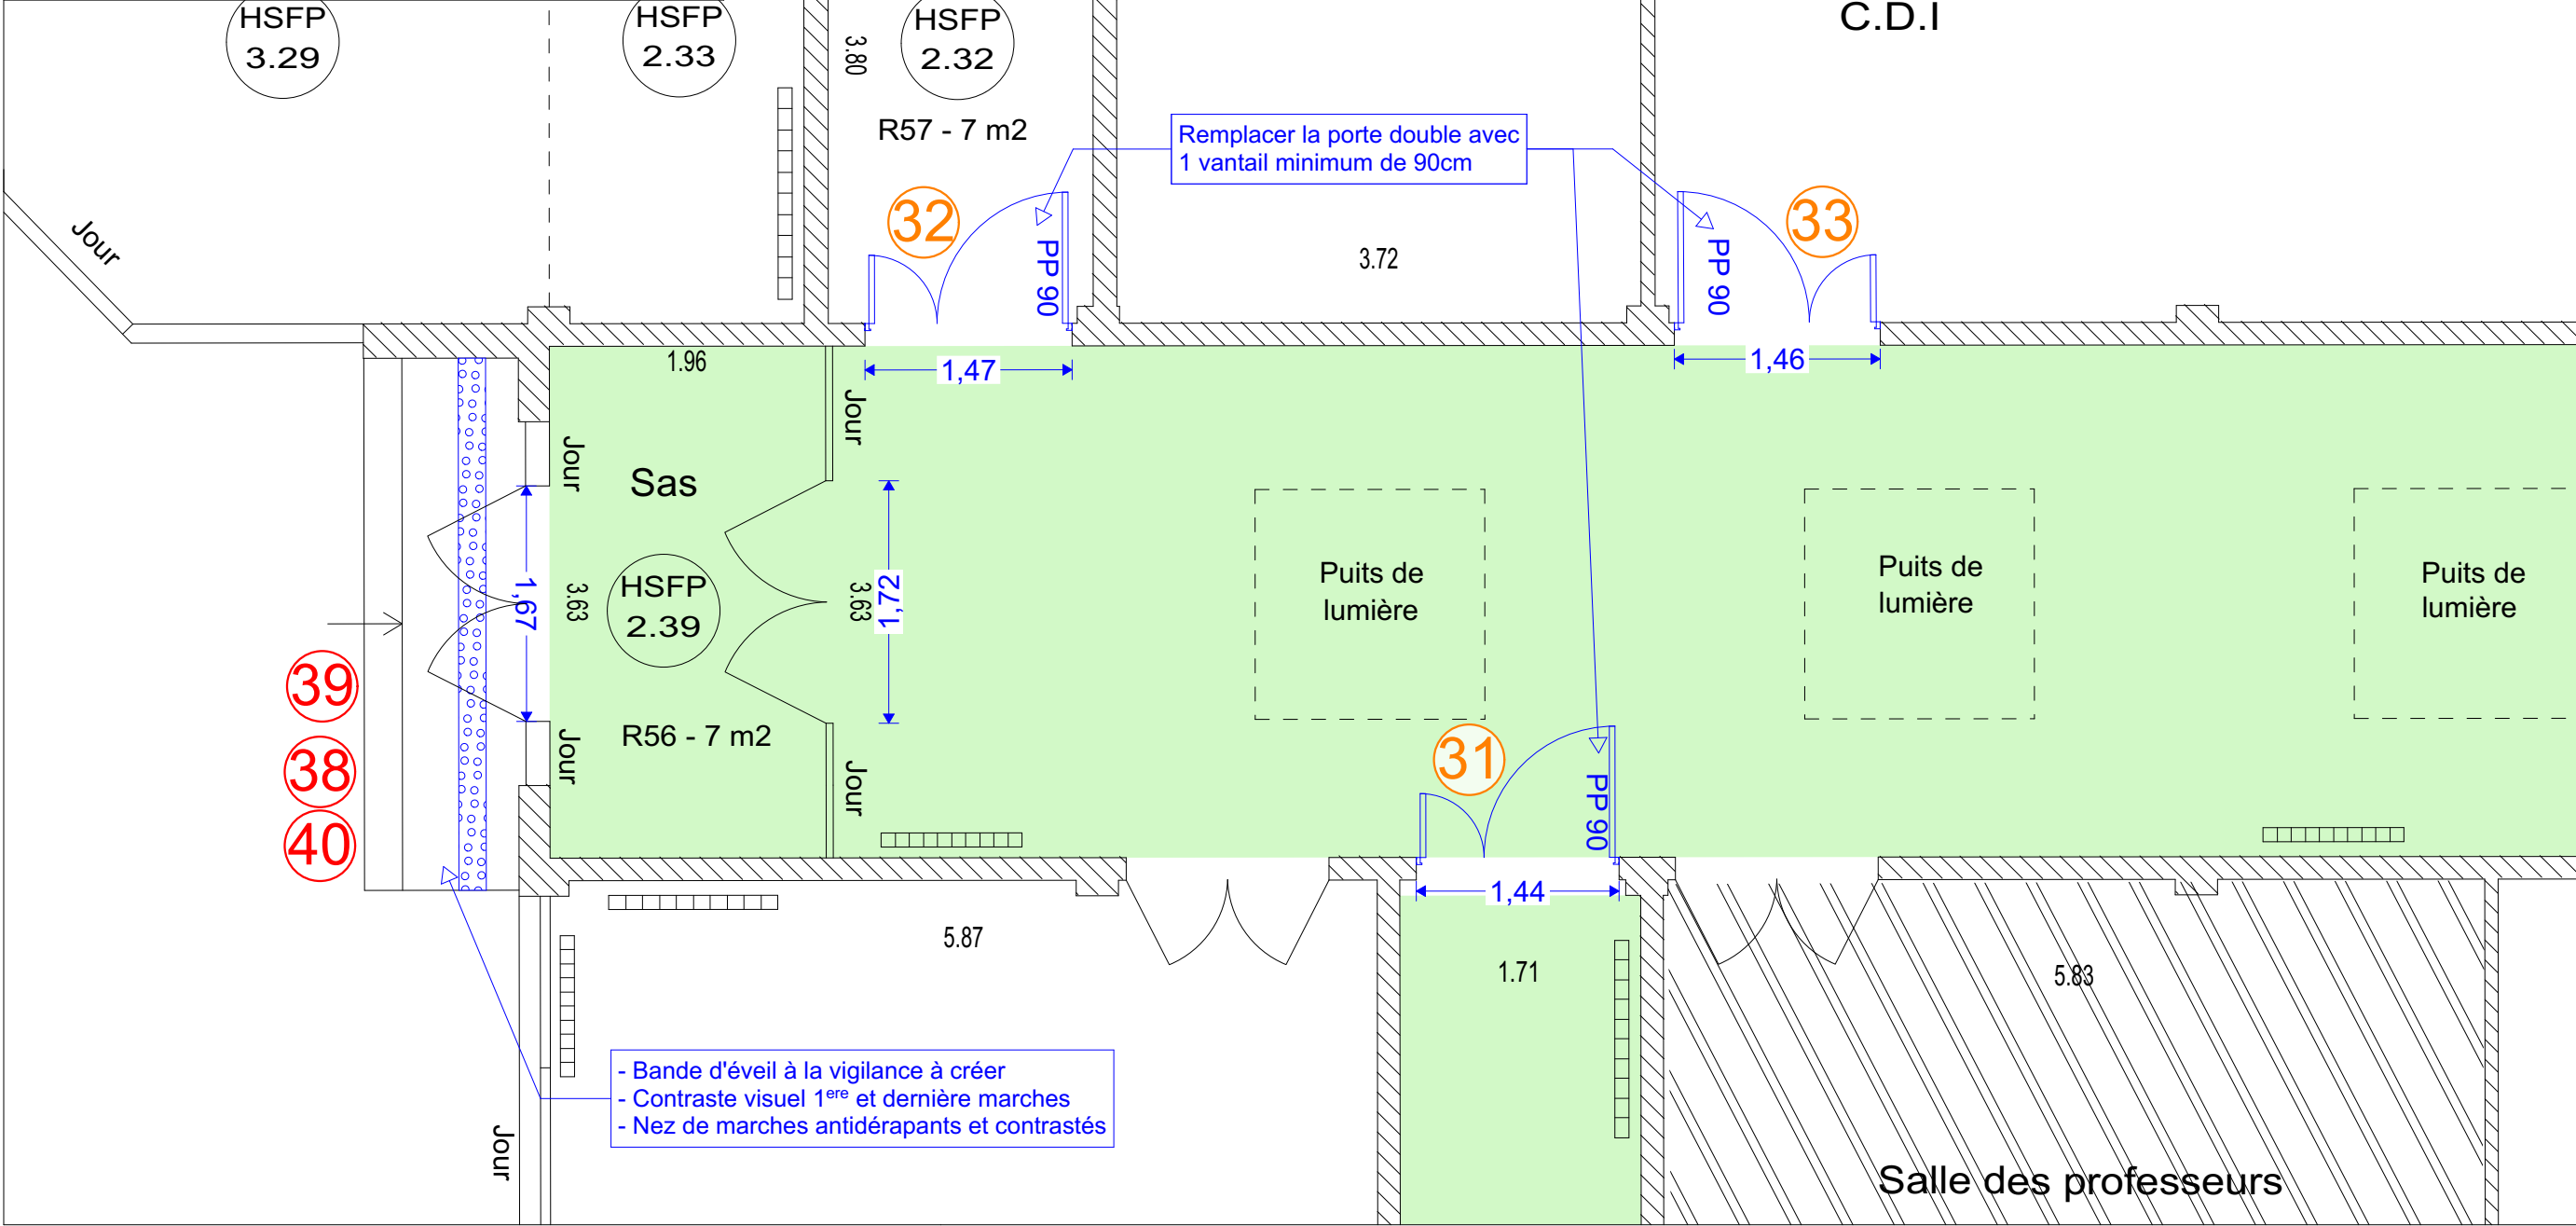 HSFP
3.29
HSFP
2.33
3.80
HSFP
2.32
R57 - 7 m2
C.D.I
Remplacer la porte double avec
1 vantail minimum de 90cm
Jour
32
PP 90
3.72
PP 90
33
1.96
1,47
1,46
Jour
Jour
Sas
HSFP
2.39
1,67
3.63
3.63
1,72
Puits de
lumière
Puits de
lumière
Puits de
lumière
39
38
40
R56 - 7 m2
Jour
Jour
31
PP 90
1,44
5.87
1.71
5.83
- Bande d'éveil à la vigilance à créer
- Contraste visuel 1ere et dernière marches
- Nez de marches antidérapants et contrastés
Jour
Salle des professeurs